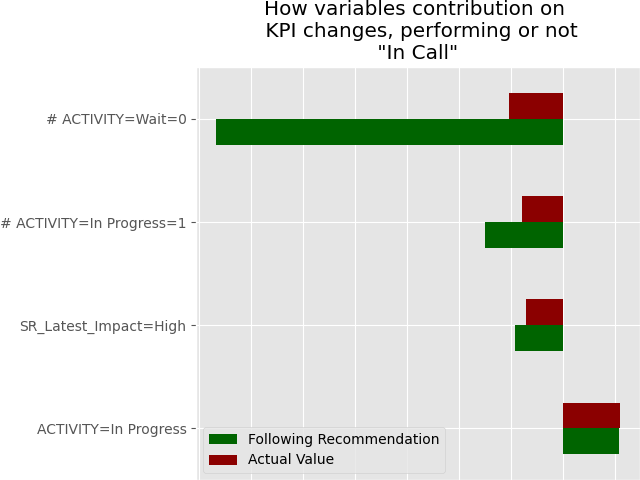 How variables contribution on
KPI changes, performing or not
"In Call"
# ACTIVITY=Wait=0
# ACTIVITY=In Progress=1
SR_Latest_Impact=High
ACTIVITY=In Progress
Following Recommendation
Actual Value